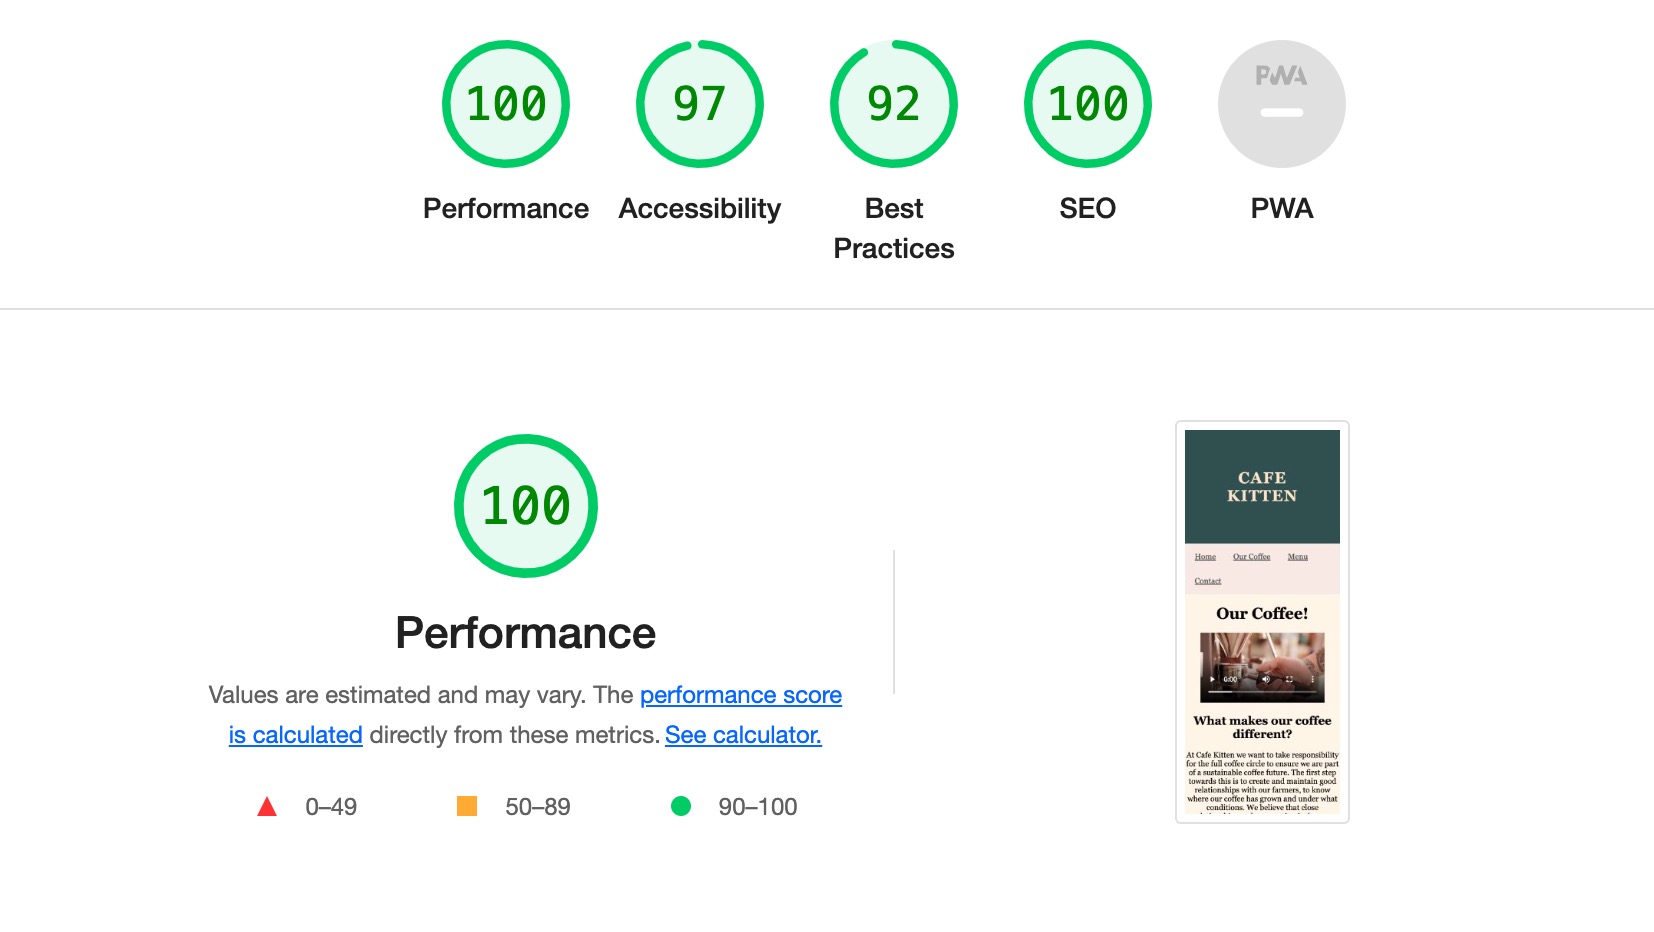 100
97
92
100
PWA
Performance
Accessibility
Best
Practices
SEO
PWA
100
Performance
Values are estimated and may vary. The performance score
is calculated directly from these metrics. See calculator.
0–49
50–89
90–100
CAFE
KITTEN
Home
Our Coffee
Menu
Contact
Our Coffee!
0:00
What makes our coffee
different?
At Cafe Kitten we want to take responsibility
for the full coffee circle to ensure we are part
of a sustainable coffee future. The first step
towards this is to create and maintain good
relationships with our farmers, to know
where our coffee has grown and under what
conditions. We believe that close